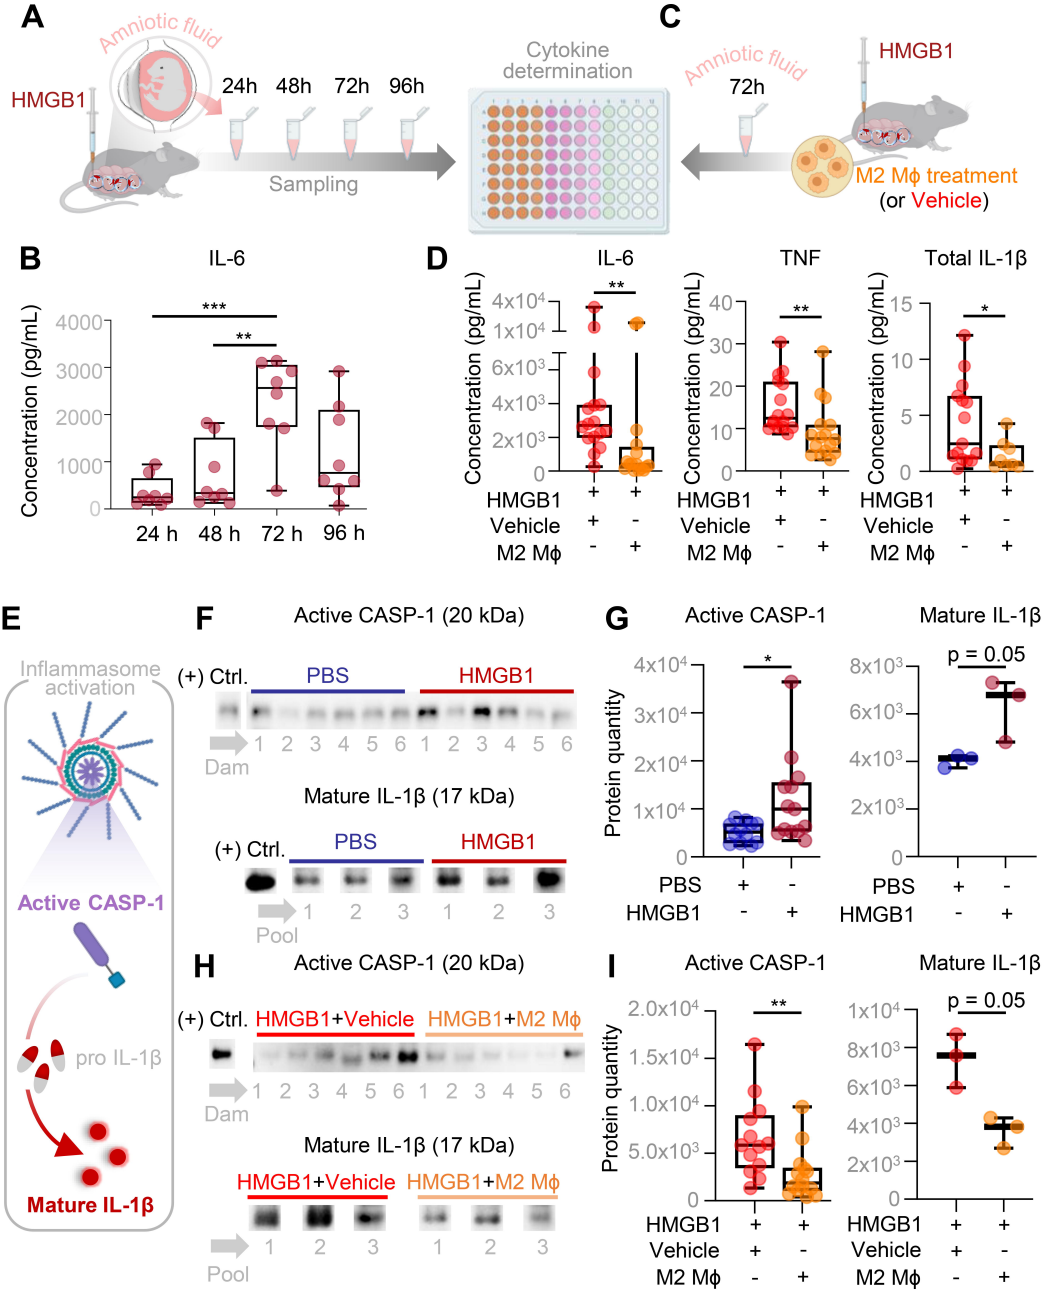 A
Amniotic fluid
HMGB1
24h 48h 72h 96h
Sampling
Cytokine
determination
C
HMGB1
Amniotic fluid
72h
M2 Mϕ treatment
(or Vehicle)
B
IL-6
Concentration (pg/mL)
4000
3000
2000
1000
0
***
**
24 h 48 h 72 h 96 h
D
IL-6
Concentration (pg/mL)
4x10⁴
1x10⁴
6x10³
4x10³
2x10³
0
**
HMGB1 + +
Vehicle + -
M2 Mϕ - +
TNF
Concentration (pg/mL)
40
30
20
10
0
**
HMGB1 + +
Vehicle + -
M2 Mϕ - +
Total IL-1β
Concentration (pg/mL)
15
10
5
0
*
HMGB1 + +
Vehicle + -
M2 Mϕ - +
E
Inflammasome
activation
Active CASP-1
pro IL-1β
Mature IL-1β
F
Active CASP-1 (20 kDa)
(+) Ctrl. PBS HMGB1
1 2 3 4 5 6 1 2 3 4 5 6
Dam
Mature IL-1β (17 kDa)
(+) Ctrl. PBS HMGB1
1 2 3 1 2 3
Pool
G
Active CASP-1
Protein quantity
4x10⁴
3x10⁴
2x10⁴
1x10⁴
0
*
PBS + -
HMGB1 - +
Mature IL-1β
p = 0.05
8x10³
6x10³
4x10³
2x10³
0
PBS + -
HMGB1 - +
H
Active CASP-1 (20 kDa)
(+) Ctrl. HMGB1+Vehicle HMGB1+M2 Mϕ
1 2 3 4 5 6 1 2 3 4 5 6
Dam
Mature IL-1β (17 kDa)
HMGB1+Vehicle HMGB1+M2 Mϕ
1 2 3 1 2 3
Pool
I
Active CASP-1
Protein quantity
2.0x10⁴
1.5x10⁴
1.0x10⁴
5.0x10³
0
**
HMGB1 + +
Vehicle + -
M2 Mϕ - +
Mature IL-1β
p = 0.05
1x10⁴
8x10³
6x10³
4x10³
2x10³
0
HMGB1 + +
Vehicle + -
M2 Mϕ - +